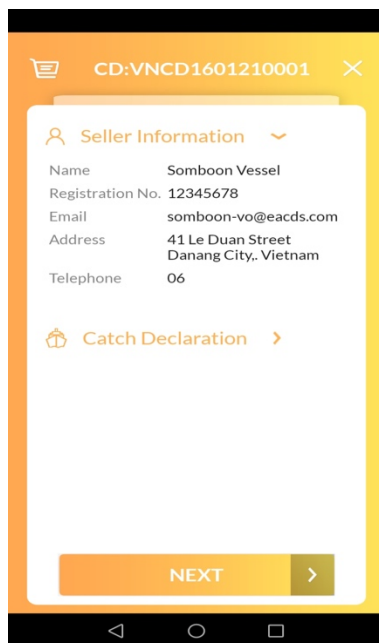 CD:VNCD1601210001
Seller Information
Name Somboon Vessel
Registration No. 12345678
Email somboon-vo@eacds.com
Address 41 Le Duan Street
Danang City,. Vietnam
Telephone 06
Catch Declaration
NEXT